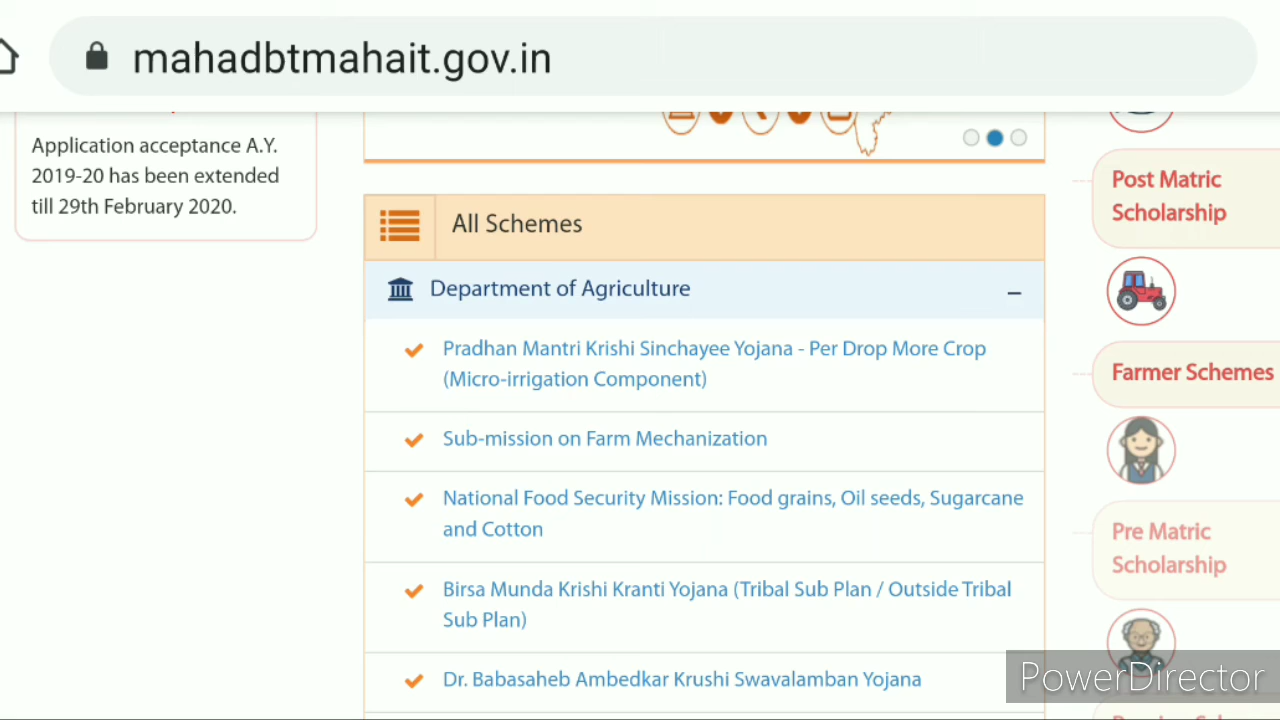 mahadbtmahait.gov.in
Application acceptance A.Y.
2019-20 has been extended
till 29th February 2020.
All Schemes
Department of Agriculture
Pradhan Mantri Krishi Sinchayee Yojana - Per Drop More Crop
(Micro-irrigation Component)
Sub-mission on Farm Mechanization
National Food Security Mission: Food grains, Oil seeds, Sugarcane
and Cotton
Birsa Munda Krishi Kranti Yojana (Tribal Sub Plan / Outside Tribal
Sub Plan)
Dr. Babasaheb Ambedkar Krushi Swavalamban Yojana
Post Matric
Scholarship
Farmer Schemes
Pre Matric
Scholarship
PowerDirector